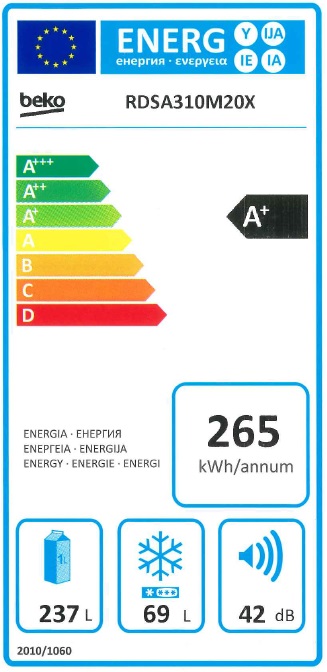 ENERG Y IJA
енергия · ενεργεια IE IA
beko RDSA310M20X
A+++
A++
A+
A
B
C
D
A+
ENERGIA · ЕНЕРГИЯ
ΕΝΕΡΓΕΙΑ · ENERGIJA
ENERGY · ENERGIE · ENERGI
265
kWh/annum
1L
237 L
69 L
42 dB
2010/1060